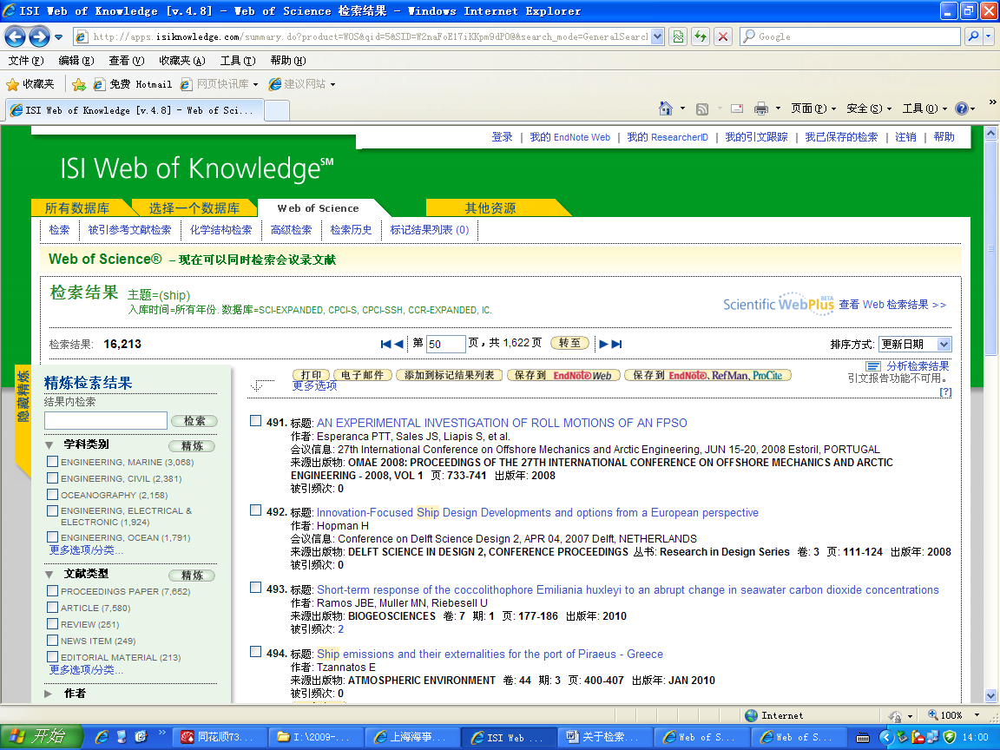 ISI Web of Knowledge [v.4.8] - Web of Science 检索结果 - Windows Internet Explorer
http://apps.isiknowledge.com/summary.do?product=WOS&qid=5&SID=W2naFoE17iKKpm9dPO@&search_mode=GeneralSearch
Google
文件(F) 编辑(E) 查看(V) 收藏夹(A) 工具(T) 帮助(H)
收藏夹 免费 Hotmail 网页快讯库 建议网站
ISI Web of Knowledge [v.4.8] - Web of Sci...
页面(P) 安全(S) 工具(O)
登录 | 我的 EndNote Web | 我的 ResearcherID | 我的引文跟踪 | 我已保存的检索 | 注销 | 帮助
ISI Web of Knowledge SM
所有数据库 选择一个数据库 Web of Science 其他资源
检索 被引参考文献检索 化学结构检索 高级检索 检索历史 标记结果列表 (0)
Web of Science® – 现在可以同时检索会议录文献
检索结果 主题=(ship)
入库时间=所有年份. 数据库=SCI-EXPANDED, CPCI-S, CPCI-SSH, CCR-EXPANDED, IC.
Scientific WebPlus BETA 查看 Web 检索结果 >>
检索结果: 16,213 第 50 页，共 1,622 页 转至 排序方式: 更新日期
隐藏精炼
精炼检索结果
结果内检索
检索
学科类别 精炼
ENGINEERING, MARINE (3,068)
ENGINEERING, CIVIL (2,381)
OCEANOGRAPHY (2,158)
ENGINEERING, ELECTRICAL &
ELECTRONIC (1,924)
ENGINEERING, OCEAN (1,791)
更多选项/分类...
文献类型 精炼
PROCEEDINGS PAPER (7,652)
ARTICLE (7,580)
REVIEW (251)
NEWS ITEM (249)
EDITORIAL MATERIAL (213)
更多选项/分类...
作者
打印 电子邮件 添加到标记结果列表 保存到 EndNote Web 保存到 EndNote、RefMan、ProCite
更多选项
分析检索结果
引文报告功能不可用。
[?]
491. 标题: AN EXPERIMENTAL INVESTIGATION OF ROLL MOTIONS OF AN FPSO
作者: Esperanca PTT, Sales JS, Liapis S, et al.
会议信息: 27th International Conference on Offshore Mechanics and Arctic Engineering, JUN 15-20, 2008 Estoril, PORTUGAL
来源出版物: OMAE 2008: PROCEEDINGS OF THE 27TH INTERNATIONAL CONFERENCE ON OFFSHORE MECHANICS AND ARCTIC
ENGINEERING - 2008, VOL 1 页: 733-741 出版年: 2008
被引频次: 0
492. 标题: Innovation-Focused Ship Design Developments and options from a European perspective
作者: Hopman H
会议信息: Conference on Delft Science Design 2, APR 04, 2007 Delft, NETHERLANDS
来源出版物: DELFT SCIENCE IN DESIGN 2, CONFERENCE PROCEEDINGS 丛书: Research in Design Series 卷: 3 页: 111-124 出版年: 2008
被引频次: 0
493. 标题: Short-term response of the coccolithophore Emiliania huxleyi to an abrupt change in seawater carbon dioxide concentrations
作者: Ramos JBE, Muller MN, Riebesell U
来源出版物: BIOGEOSCIENCES 卷: 7 期: 1 页: 177-186 出版年: 2010
被引频次: 2
494. 标题: Ship emissions and their externalities for the port of Piraeus - Greece
作者: Tzannatos E
来源出版物: ATMOSPHERIC ENVIRONMENT 卷: 44 期: 3 页: 400-407 出版年: JAN 2010
被引频次: 0
Internet 100%
开始 同花顺73... I:\2009-... 上海海事... ISI Web ... 关于检索... Web of S... Web of S... 14:00